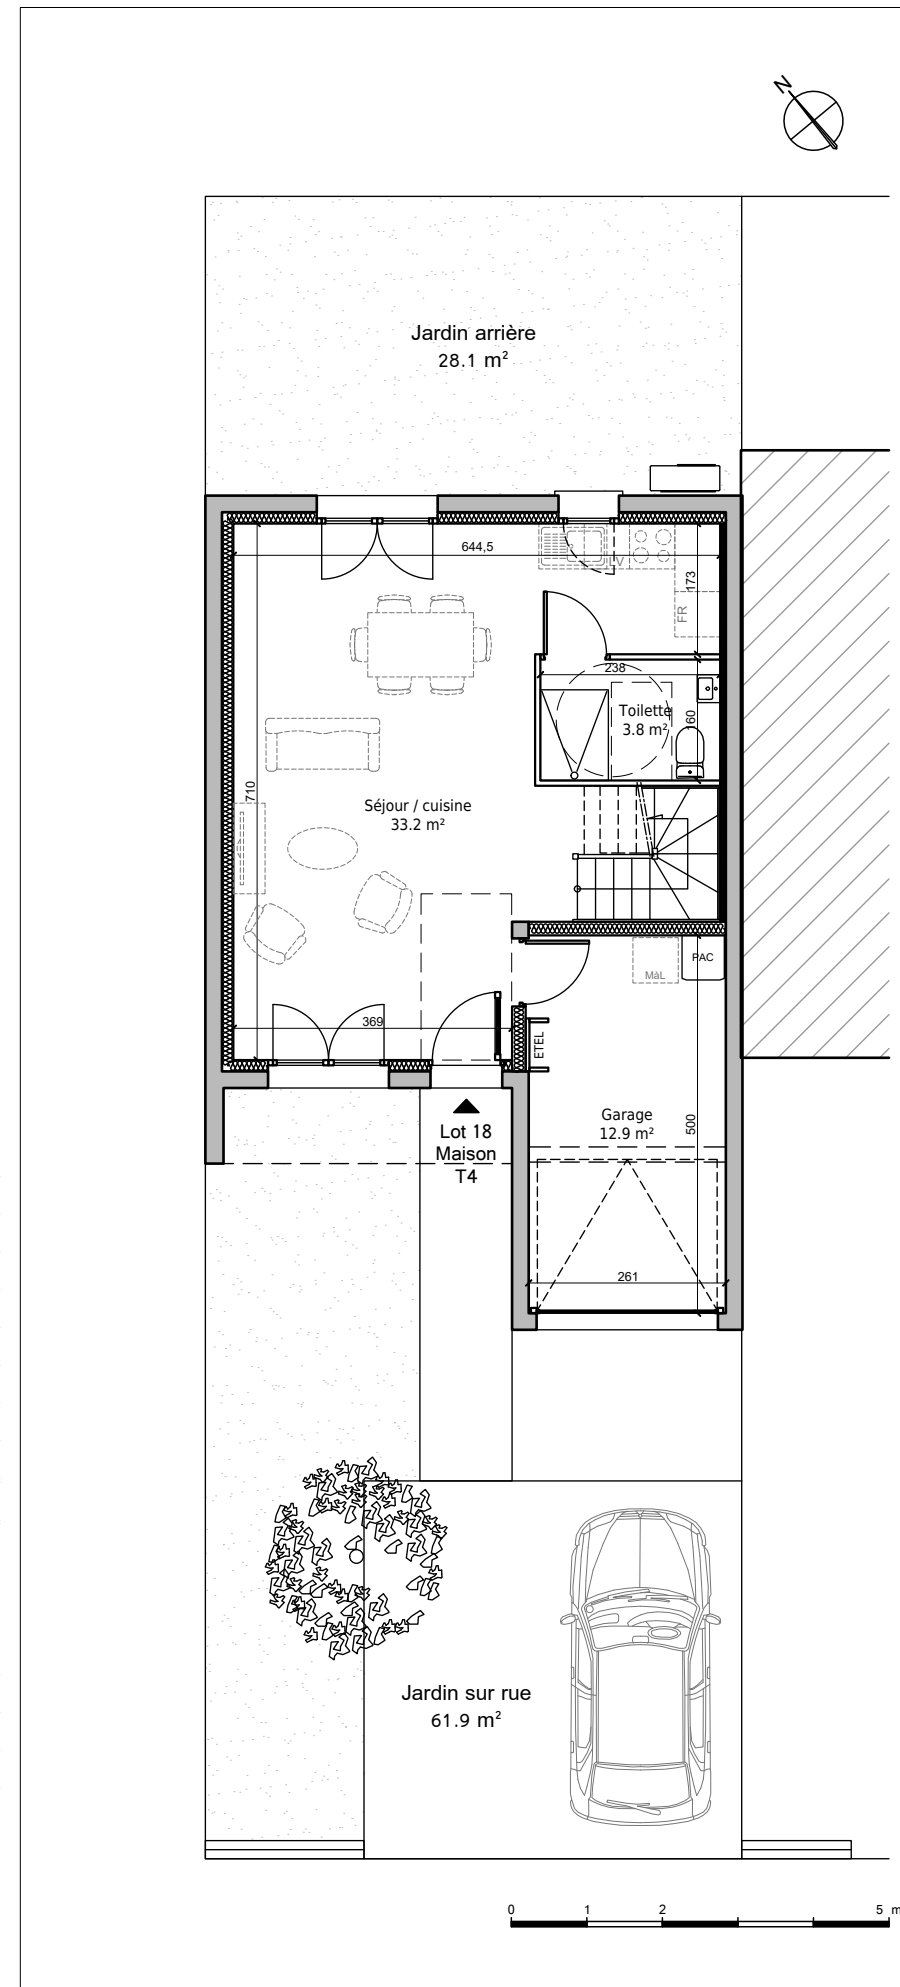 N
Jardin arrière
28.1 m²
644,5
V
173
FR
238
Toilette
3.8 m²
160
710
Séjour / cuisine
33.2 m²
PAC
MàL
369
ETEL
Lot 18
Maison
T4
Garage
12.9 m²
500
261
Jardin sur rue
61.9 m²
0 1 2 5 m